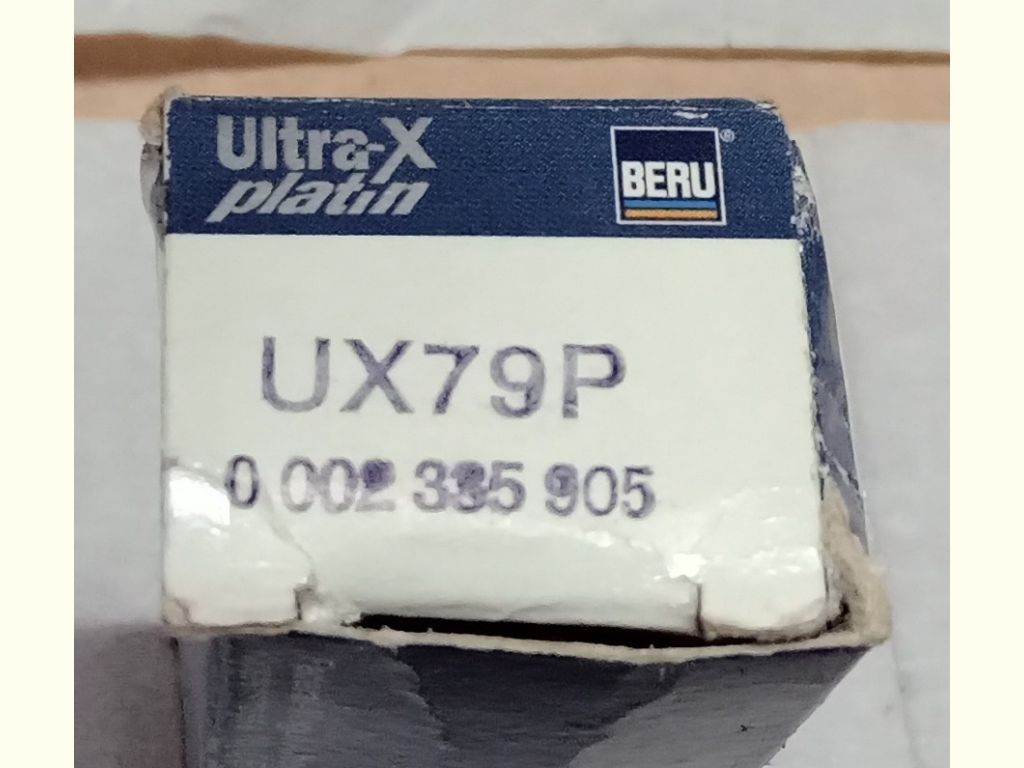 Ultra-X
platin
BERU®
UX79P
0 002 335 905